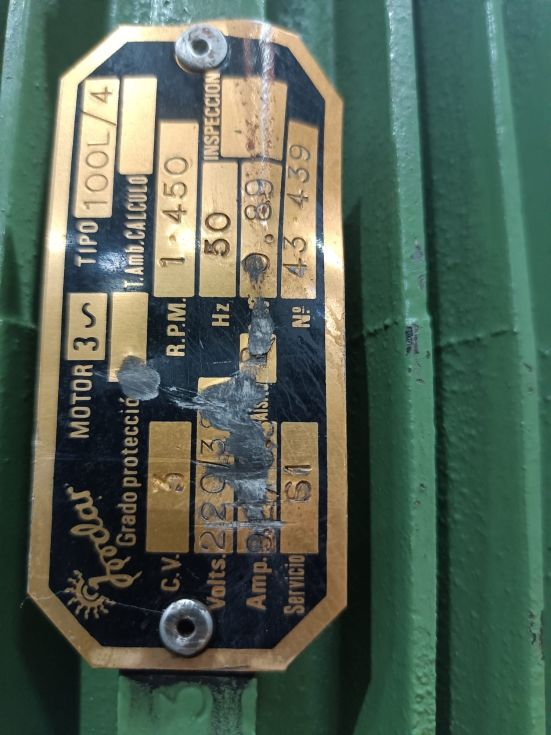 MOTOR 3~ TIPO 100L/4
Grado protecció T.Amb.CALCULO
C.V. 3 R.P.M. 1.450
Volts. 220/3 Hz 50 INSPECCION
Amp. Ais. 0.89
Servicio S1 Nº 43.439